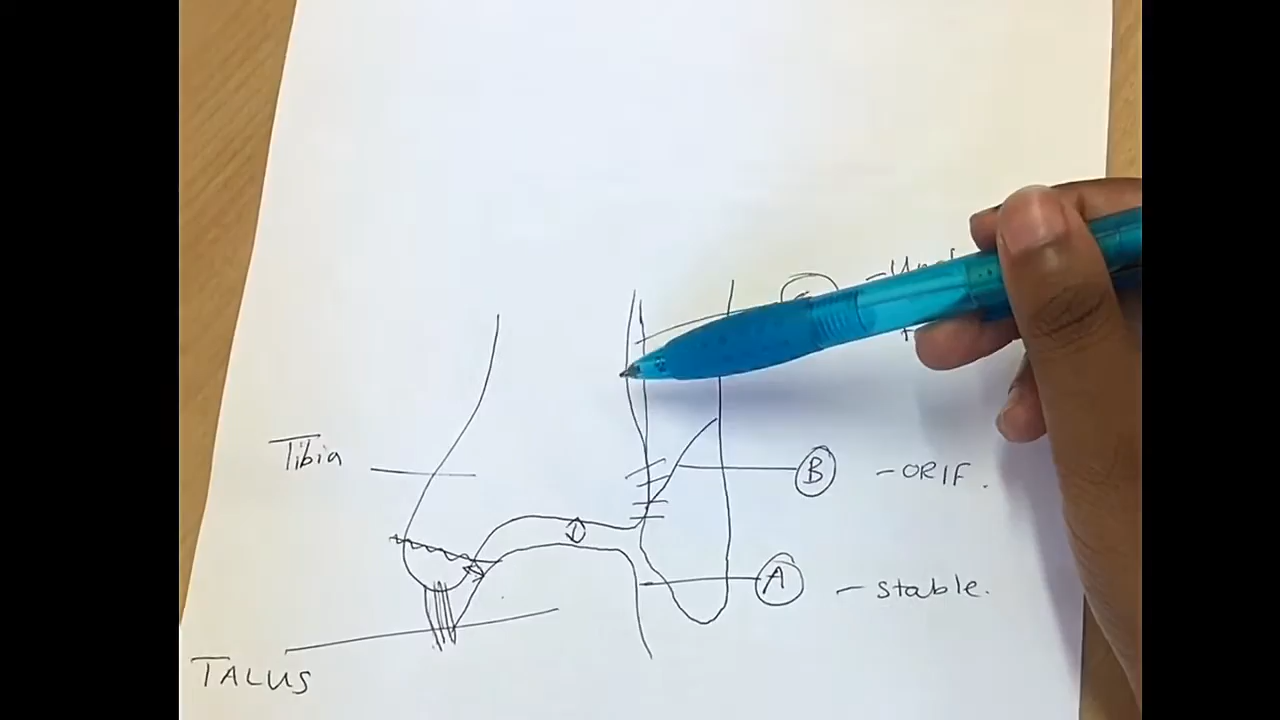 Tibia
B - ORIF.
A - stable.
TALUS